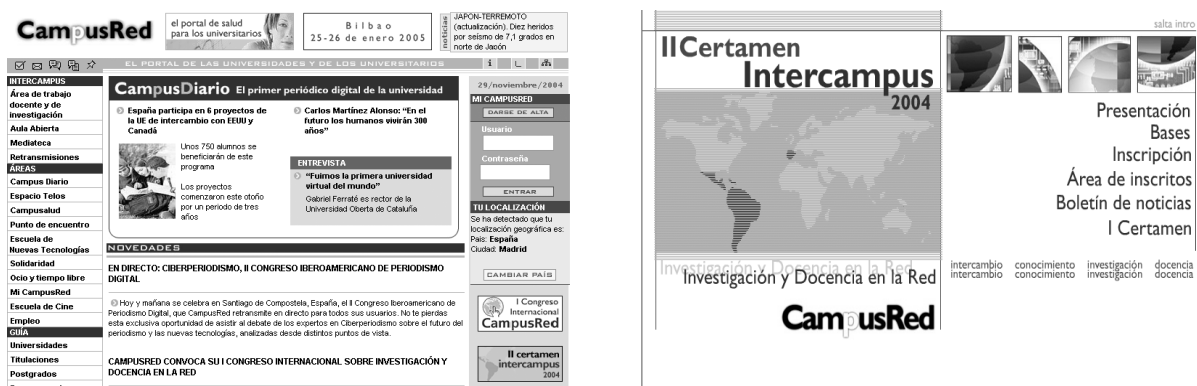 CampusRed
el portal de salud
para los universitarios
Bilbao
25-26 de enero 2005
noticias
JAPON-TERREMOTO
(actualización). Diez heridos
por seísmo de 7,1 grados en
norte de Japón
EL PORTAL DE LAS UNIVERSIDADES Y DE LOS UNIVERSITARIOS
INTERCAMPUS
Área de trabajo
docente y de
investigación
Aula Abierta
Mediateca
Retransmisiones
ÁREAS
Campus Diario
Espacio Telos
Campusalud
Punto de encuentro
Escuela de
Nuevas Tecnologías
Solidaridad
Ocio y tiempo libre
Mi CampusRed
Escuela de Cine
Empleo
GUÍA
Universidades
Titulaciones
Postgrados
CampusDiario El primer periódico digital de la universidad
España participa en 6 proyectos de
la UE de intercambio con EEUU y
Canadá
Unos 750 alumnos se
beneficiarán de este
programa
Los proyectos
comenzaron este otoño
por un periodo de tres
años
Carlos Martínez Alonso: "En el
futuro los humanos vivirán 300
años"
ENTREVISTA
"Fuimos la primera universidad
virtual del mundo"
Gabriel Ferraté es rector de la
Universidad Oberta de Cataluña
NOVEDADES
EN DIRECTO: CIBERPERIODISMO, II CONGRESO IBEROAMERICANO DE PERIODISMO
DIGITAL
Hoy y mañana se celebra en Santiago de Compostela, España, el II Congreso Iberoamericano de
Periodismo Digital, que CampusRed retransmite en directo para todos sus usuarios. No te pierdas
esta exclusiva oportunidad de asistir al debate de los expertos en Ciberperiodismo sobre el futuro del
periodismo y las nuevas tecnologías, analizadas desde distintos puntos de vista.
CAMPUSRED CONVOCA SU I CONGRESO INTERNACIONAL SOBRE INVESTIGACIÓN Y
DOCENCIA EN LA RED
29/noviembre/2004
MI CAMPUSRED
DARSE DE ALTA
Usuario
Contraseña
ENTRAR
TU LOCALIZACIÓN
Se ha detectado que tu
localización geográfica es:
Pais: España
Ciudad: Madrid
CAMBIAR PAÍS
I Congreso
Internacional
CampusRed
II certamen
intercampus
2004
salta intro
II Certamen
Intercampus
2004
Presentación
Bases
Inscripción
Área de inscritos
Boletín de noticias
I Certamen
Investigación y Docencia en la Red
Investigación y Docencia en la Red
intercambio conocimiento investigación docencia
intercambio conocimiento investigación docencia
CampusRed